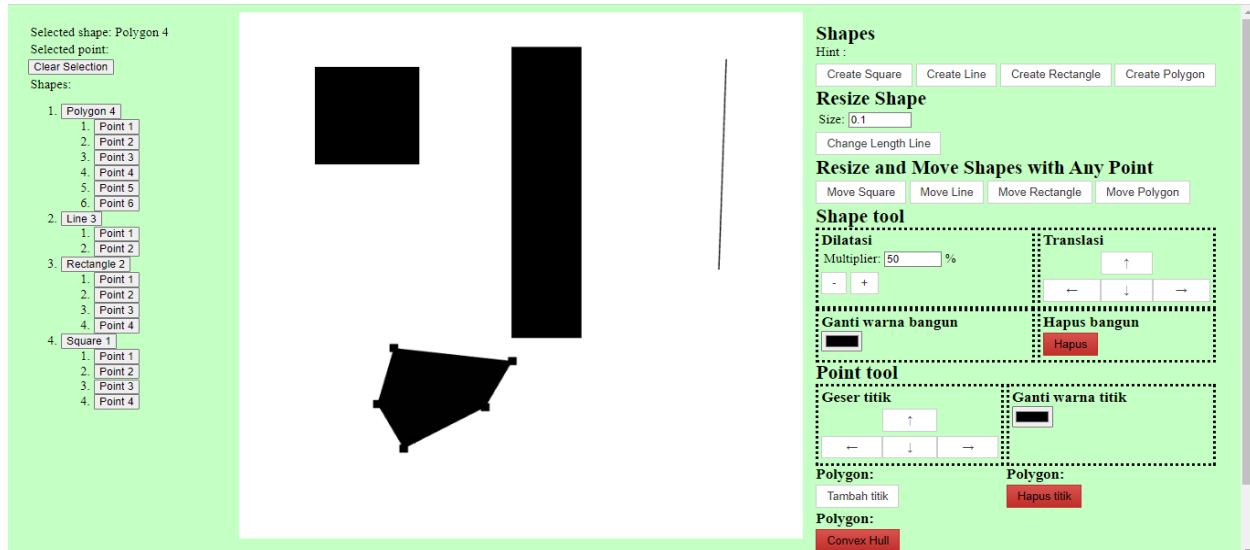 Selected shape: Polygon 4
Selected point:
Clear Selection
Shapes:
1. Polygon 4
1. Point 1
2. Point 2
3. Point 3
4. Point 4
5. Point 5
6. Point 6
2. Line 3
1. Point 1
2. Point 2
3. Rectangle 2
1. Point 1
2. Point 2
3. Point 3
4. Point 4
4. Square 1
1. Point 1
2. Point 2
3. Point 3
4. Point 4
Shapes
Hint :
Create Square Create Line Create Rectangle Create Polygon
Resize Shape
Size: 0.1
Change Length Line
Resize and Move Shapes with Any Point
Move Square Move Line Move Rectangle Move Polygon
Shape tool
Dilatasi Translasi
Multiplier: 50 % ↑
- + ← ↓ →
Ganti warna bangun Hapus bangun
Hapus
Point tool
Geser titik Ganti warna titik
↑
← ↓ →
Polygon: Polygon:
Tambah titik Hapus titik
Polygon:
Convex Hull